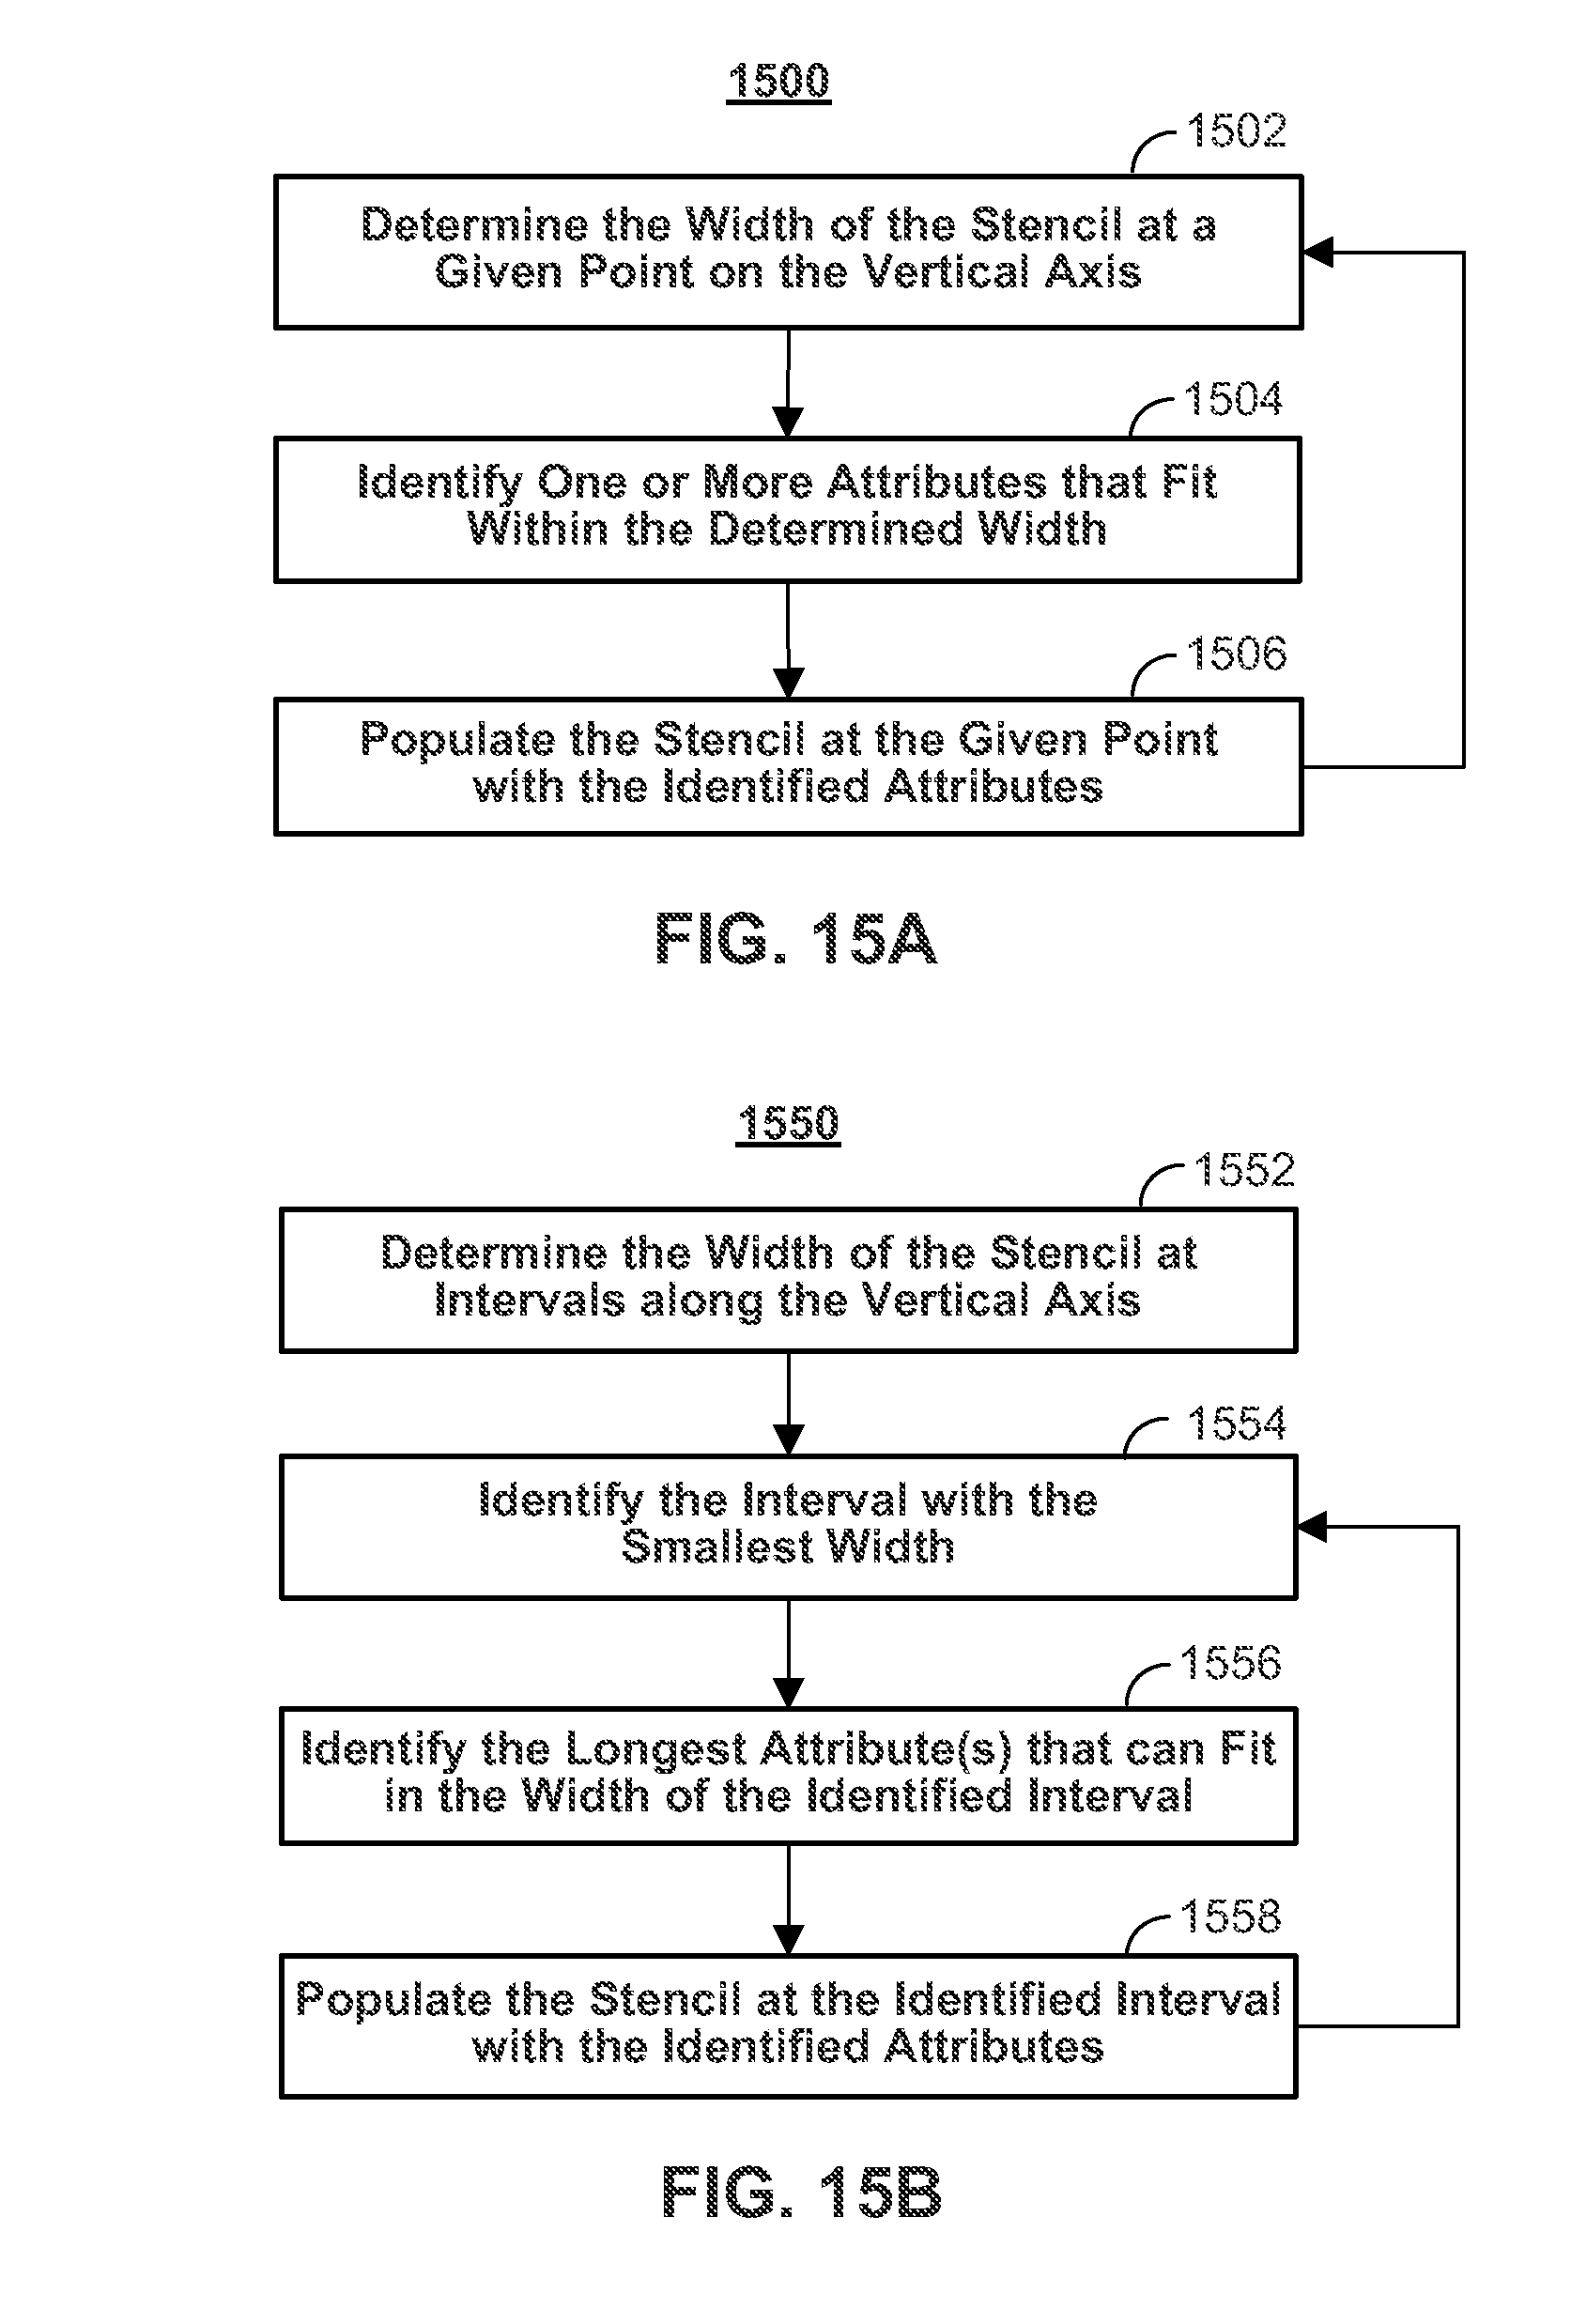 1500
1502
Determine the Width of the Stencil at a
Given Point on the Vertical Axis
1504
Identify One or More Attributes that Fit
Within the Determined Width
1506
Populate the Stencil at the Given Point
with the Identified Attributes
FIG. 15A
1550
1552
Determine the Width of the Stencil at
Intervals along the Vertical Axis
1554
Identify the Interval with the
Smallest Width
1556
Identify the Longest Attribute(s) that can Fit
in the Width of the Identified Interval
1558
Populate the Stencil at the Identified Interval
with the Identified Attributes
FIG. 15B